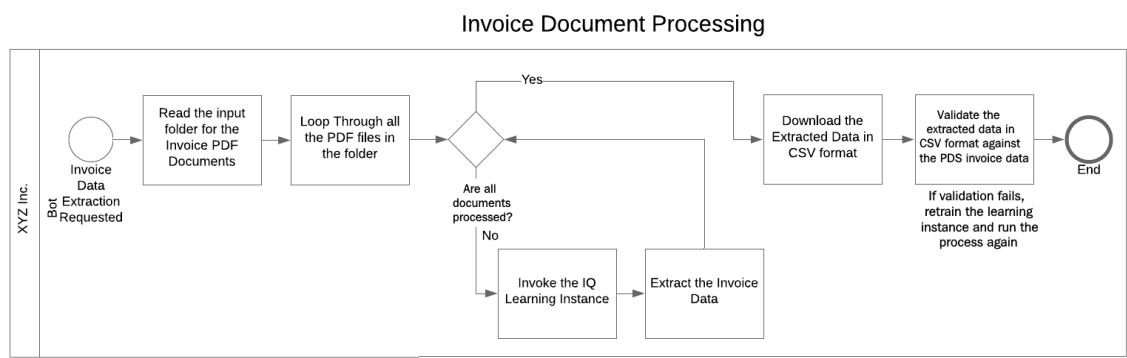 Invoice Document Processing
XYZ Inc.
Bot
Invoice
Data
Extraction
Requested
Read the input
folder for the
Invoice PDF
Documents
Loop Through all
the PDF files in
the folder
Are all
documents
processed?
Yes
No
Invoke the IQ
Learning Instance
Extract the Invoice
Data
Download the
Extracted Data in
CSV format
Validate the
extracted data in
CSV format against
the PDS invoice data
If validation fails,
retrain the learning
instance and run the
process again
End